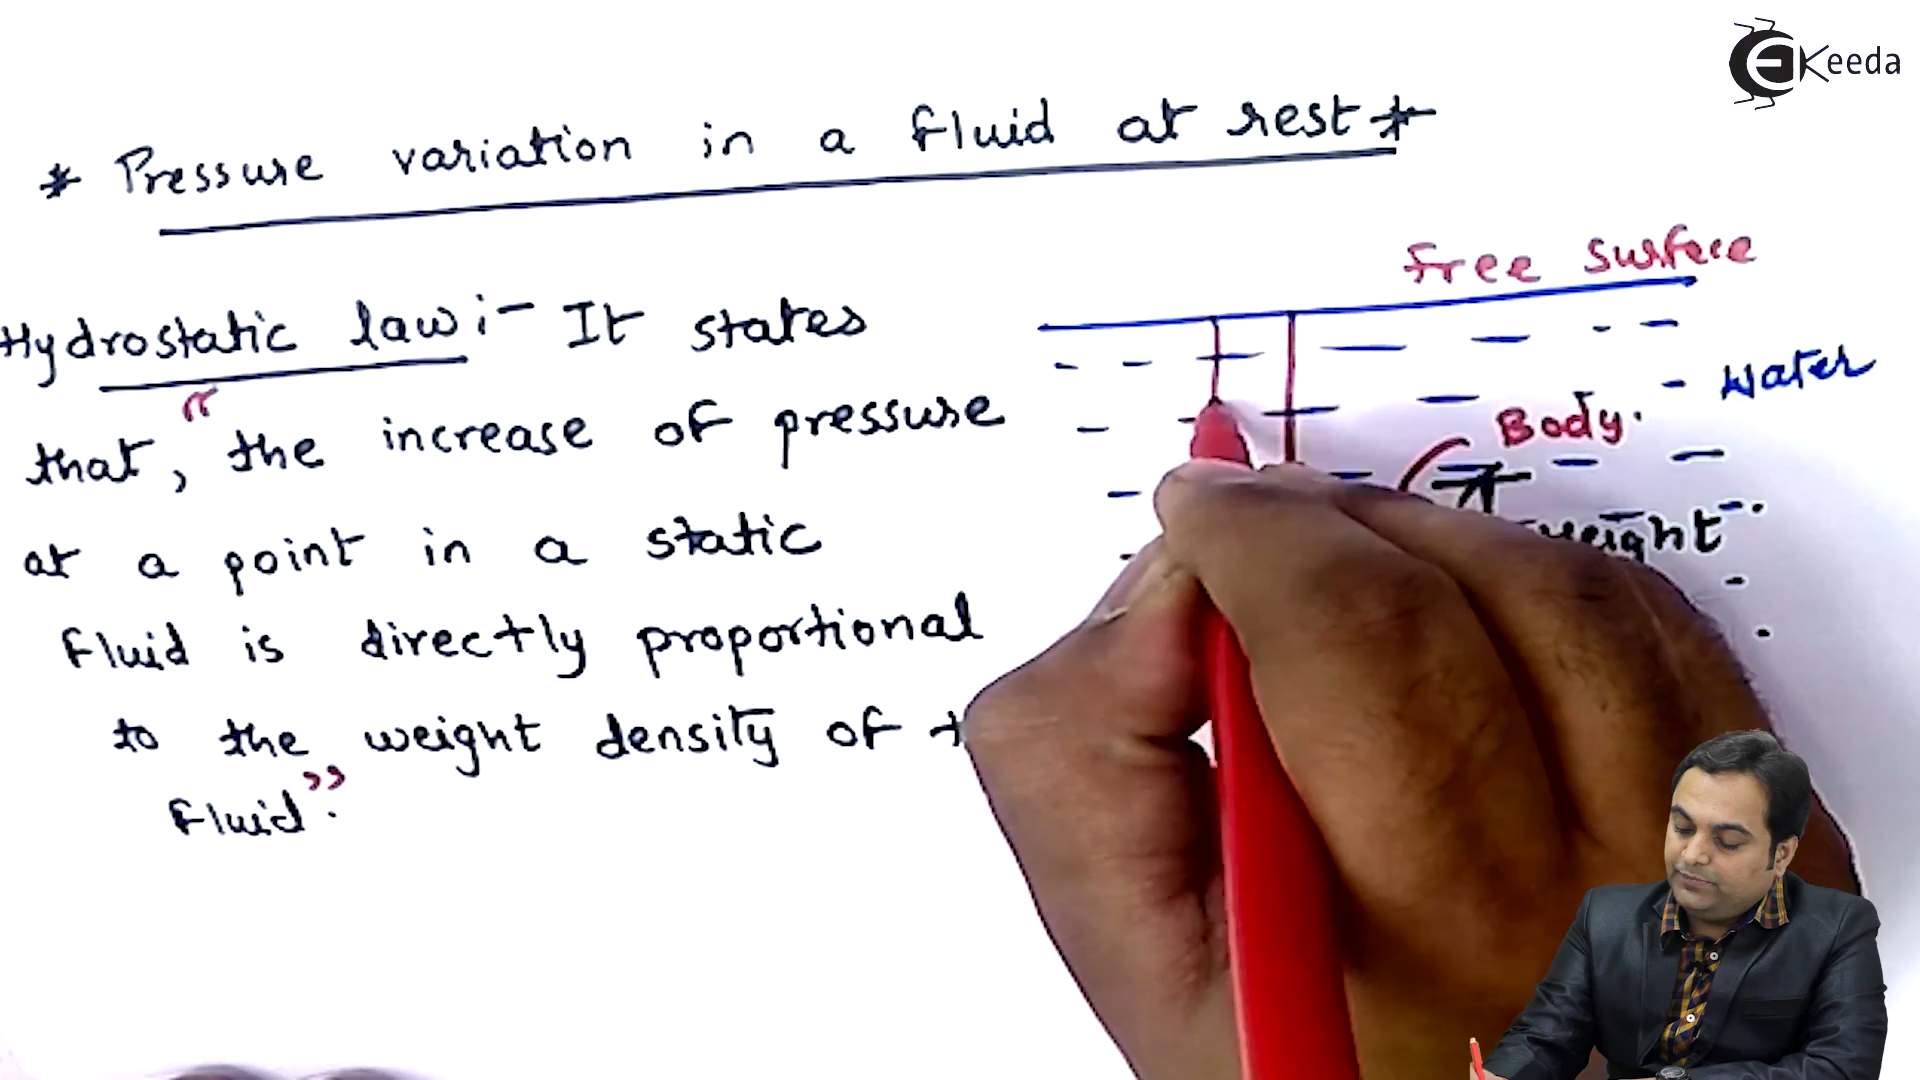 EKeeda
* Pressure variation in a fluid at rest *
Hydrostatic law :- It states
that, "the increase of pressure
at a point in a static
fluid is directly proportional
to the weight density of
fluid".
Free surface
Water
Body.
weight